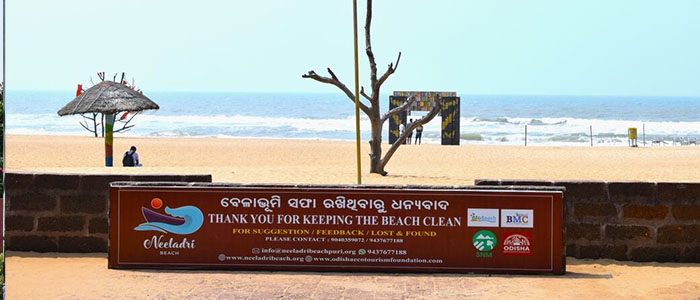 ବେଳାଭୂମି ସଫା ରଖିଥିବାରୁ ଧନ୍ୟବାଦ
THANK YOU FOR KEEPING THE BEACH CLEAN
FOR SUGGESTION / FEEDBACK / LOST & FOUND
PLEASE CONTACT : 9040359072 / 9437677188
info@neeladribeachpuri.org 9437677188
www.neeladribeach.org www.odishaecotourismfoundation.com
Neeladri
BEACH
BMC
SNM
ODISHA